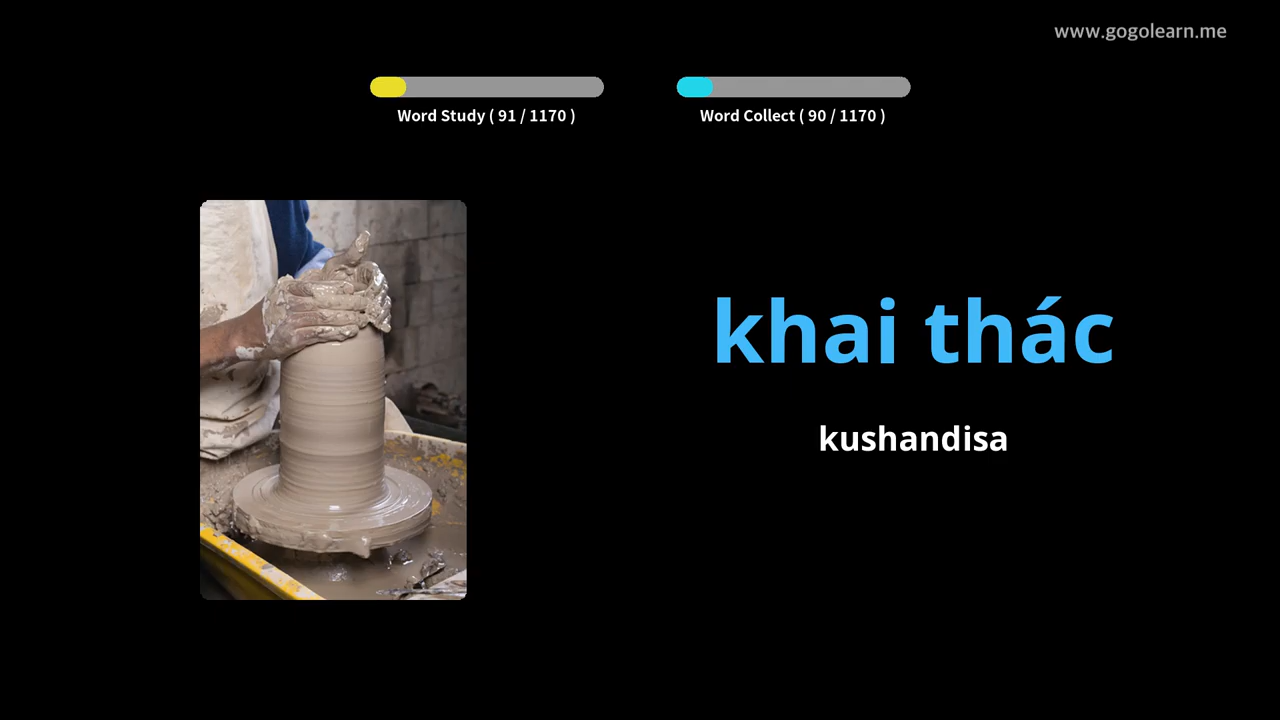 www.gogolearn.me
Word Study ( 91 / 1170 )
Word Collect ( 90 / 1170 )
khai thác
kushandisa